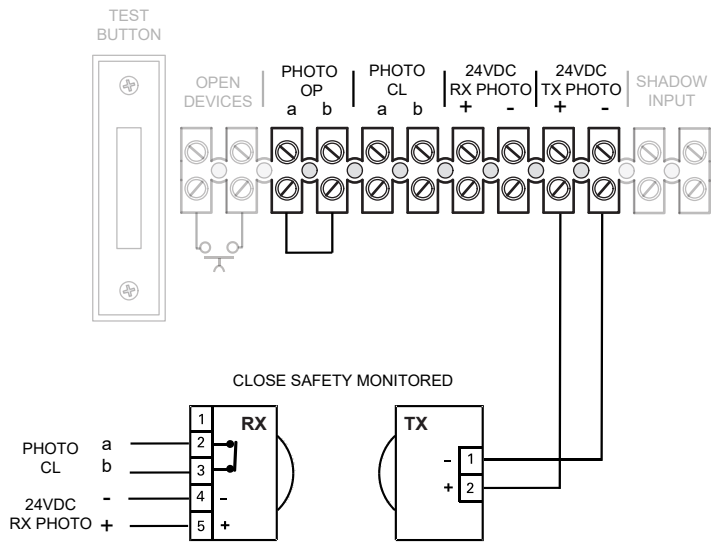 TEST
BUTTON
OPEN
DEVICES
PHOTO
OP
a b
PHOTO
CL
a b
24VDC
RX PHOTO
+ -
24VDC
TX PHOTO
+ -
SHADOW
INPUT
CLOSE SAFETY MONITORED
PHOTO
CL
a
b
24VDC
RX PHOTO
-
+
1
2
3
4 -
5 +
RX
TX
- 1
+ 2